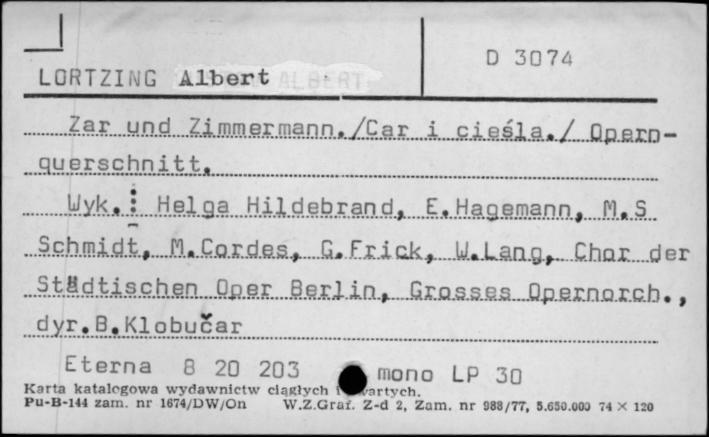 D 3074
LORTZING Albert
Zar und Zimmermann./Car i cieśla./ Opern-
querschnitt.
Wyk.: Helga Hildebrand, E.Hagemann, M.S
Schmidt, M.Cordes, G.Frick, W.Lang, Chor der
Städtischen Oper Berlin, Grosses Opernorch.,
dyr.B.Klobučar
Eterna 8 20 203 mono LP 30
Karta katalogowa wydawnictw ciągłych i
Pu-B-144 zam. nr 1674/DW/On W.Z.Graf. Z-d 2, Zam. nr 988/77, 5.650.000 74 × 120